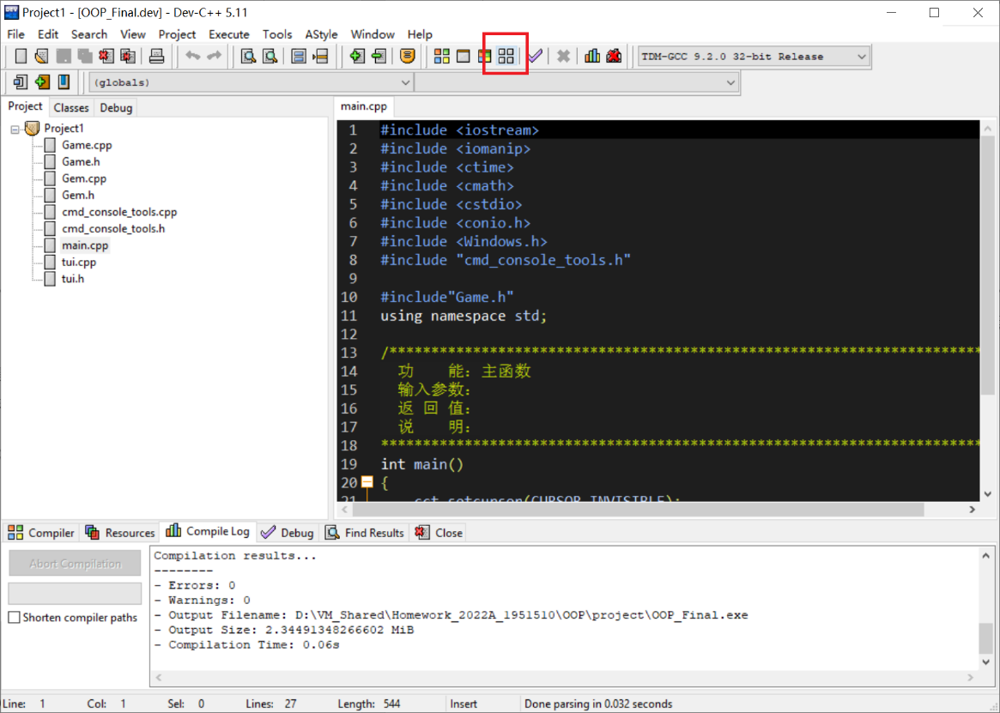 Project1 - [OOP_Final.dev] - Dev-C++ 5.11
File Edit Search View Project Execute Tools AStyle Window Help
TDM-GCC 9.2.0 32-bit Release
(globals)
Project Classes Debug
main.cpp
Project1
Game.cpp
Game.h
Gem.cpp
Gem.h
cmd_console_tools.cpp
cmd_console_tools.h
main.cpp
tui.cpp
tui.h
1 #include <iostream>
2 #include <iomanip>
3 #include <ctime>
4 #include <cmath>
5 #include <cstdio>
6 #include <conio.h>
7 #include <Windows.h>
8 #include "cmd_console_tools.h"
9
10 #include"Game.h"
11 using namespace std;
12
13 /***********************************************************************
14 功    能：主函数
15 输入参数：
16 返 回 值：
17 说    明：
18 ************************************************************************
19 int main()
20 {
21 cct_setcursor(CURSOR_INVISIBLE);
Compiler Resources Compile Log Debug Find Results Close
Abort Compilation
Shorten compiler paths
Compilation results...
--------
- Errors: 0
- Warnings: 0
- Output Filename: D:\VM_Shared\Homework_2022A_1951510\OOP\project\OOP_Final.exe
- Output Size: 2.34491348266602 MiB
- Compilation Time: 0.06s
Line: 1 Col: 1 Sel: 0 Lines: 27 Length: 544 Insert Done parsing in 0.032 seconds